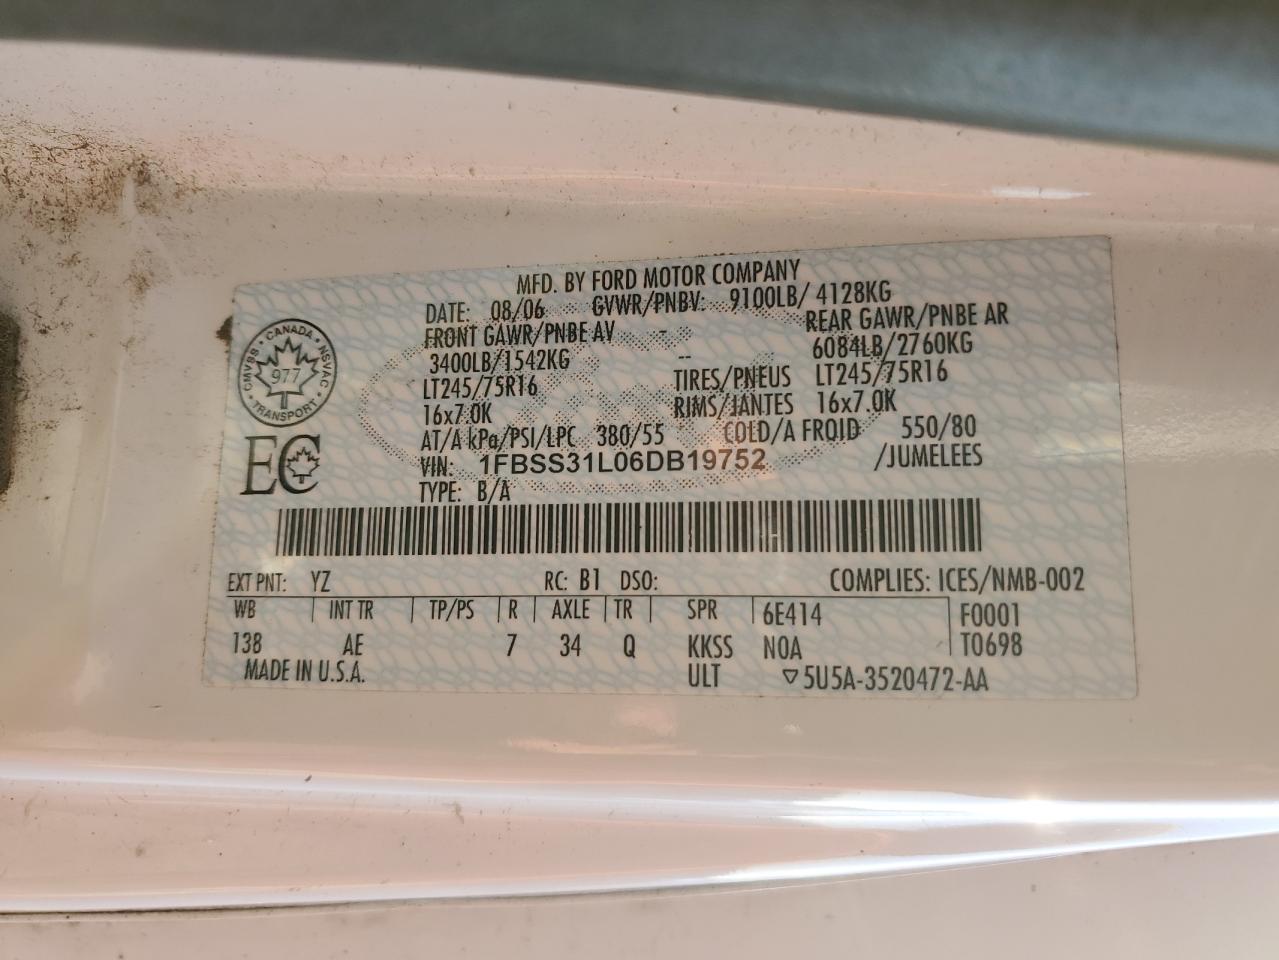 MFD. BY FORD MOTOR COMPANY
DATE: 08/06 GVWR/PNBV: 9100LB/ 4128KG
FRONT GAWR/PNBE AV - REAR GAWR/PNBE AR
3400LB/1542KG -- 6084LB/2760KG
LT245/75R16 TIRES/PNEUS LT245/75R16
16x7.0K RIMS/JANTES 16x7.0K
AT/A kPa/PSI/LPC 380/55 COLD/A FROID 550/80
VIN: 1FBSS31L06DB19752 /JUMELEES
TYPE: B/A
CANADA
CMVSS
NSVAC
977
TRANSPORT
EC
EXT PNT: YZ RC: B1 DSO: COMPLIES: ICES/NMB-002
WB INT TR TP/PS R AXLE TR SPR 6E414 F0001
138 AE 7 34 Q KKSS NOA T0698
MADE IN U.S.A. ULT ▽5U5A-3520472-AA